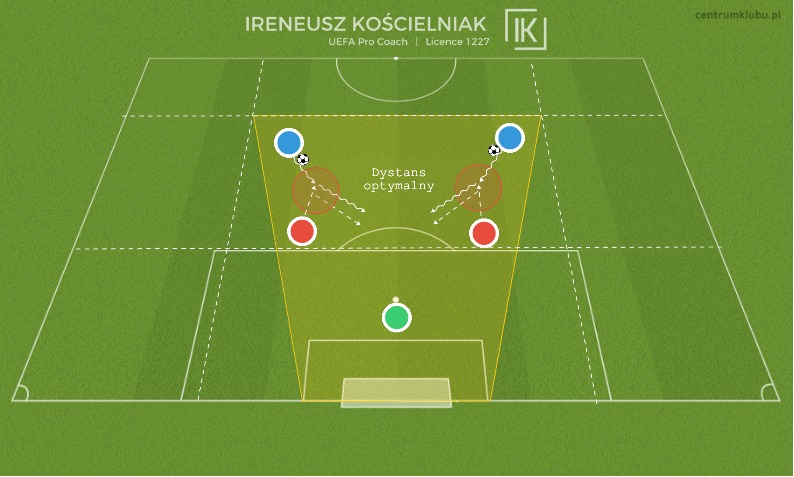 IRENEUSZ KOŚCIELNIAK
UEFA Pro Coach | Licence 1227
IK
centrumklubu.pl
Dystans
optymalny